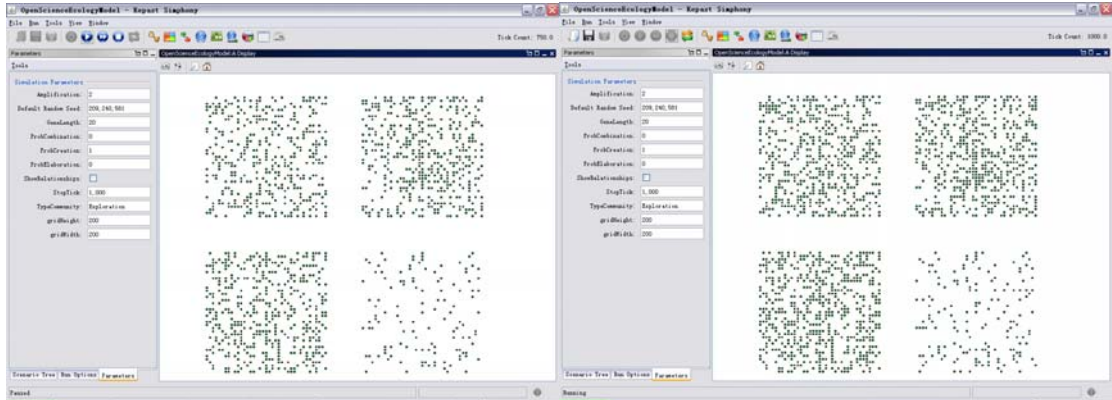 OpenScienceEcologyModel - Repast Simphony
File Run Tools View Window
Tick Count: 750.0
Parameters
OpenScienceEcologyModel-A Display
Tools
Simulation Parameters
Amplification: 2
Default Random Seed: 209,240,581
GeneLength: 20
ProbCombination: 0
ProbCreation: 1
ProbElaboration: 0
ShowRelationships:
StopTick: 1,000
TypeCommunity: Exploration
gridHeight: 200
gridWidth: 200
Scenario Tree Run Options Parameters
Paused
OpenScienceEcologyModel - Repast Simphony
File Run Tools View Window
Tick Count: 1000.0
Parameters
OpenScienceEcologyModel-A Display
Tools
Simulation Parameters
Amplification: 2
Default Random Seed: 209,240,581
GeneLength: 20
ProbCombination: 0
ProbCreation: 1
ProbElaboration: 0
ShowRelationships:
StopTick: 1,000
TypeCommunity: Exploration
gridHeight: 200
gridWidth: 200
Scenario Tree Run Options Parameters
Running